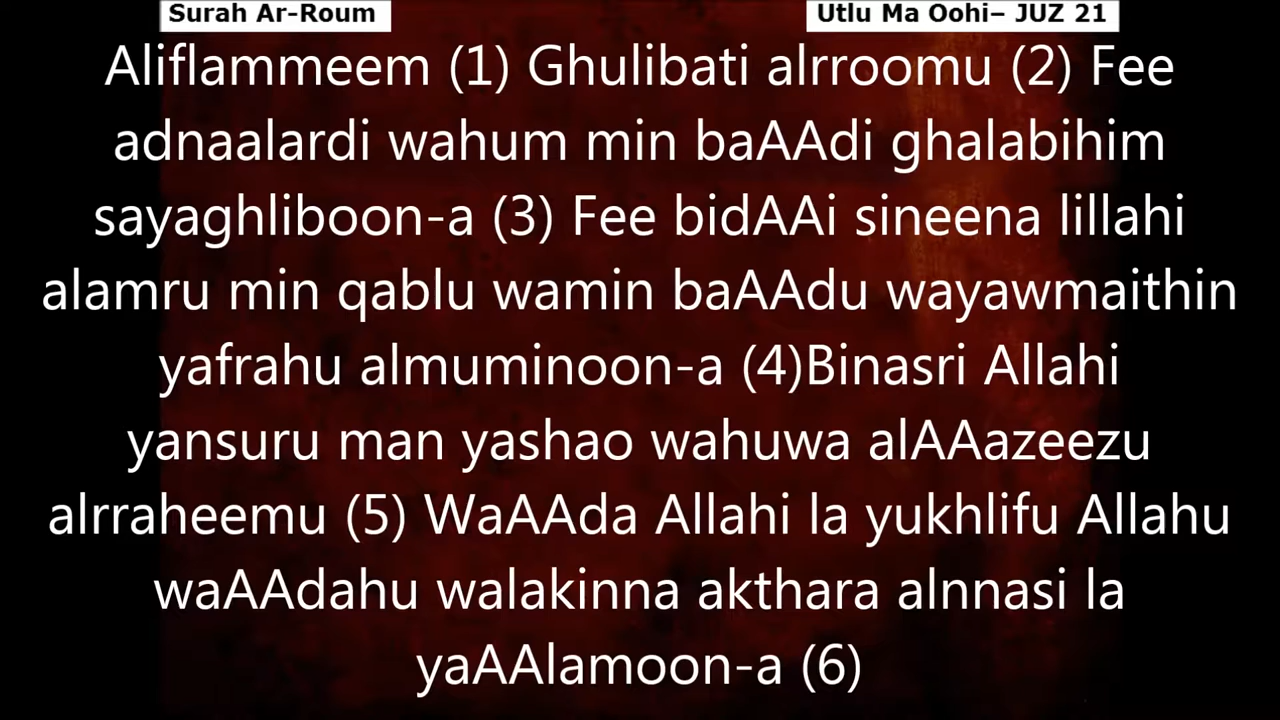 Surah Ar-Roum
Utlu Ma Oohi– JUZ 21
Aliflammeem (1) Ghulibati alrroomu (2) Fee
adnaalardi wahum min baAAdi ghalabihim
sayaghliboon-a (3) Fee bidAAi sineena lillahi
alamru min qablu wamin baAAdu wayawmaithin
yafrahu almuminoon-a (4)Binasri Allahi
yansuru man yashao wahuwa alAAazeezu
alrraheemu (5) WaAAda Allahi la yukhlifu Allahu
waAAdahu walakinna akthara alnnasi la
yaAAlamoon-a (6)